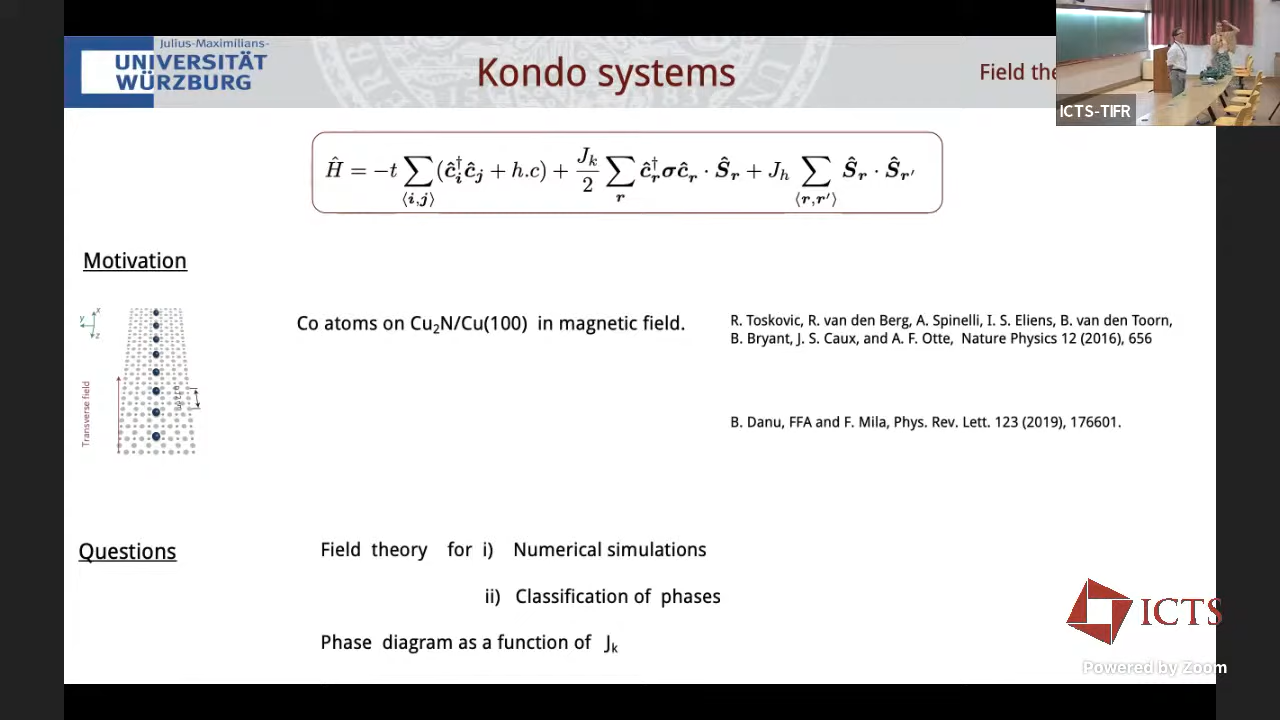 Julius-Maximilians-
UNIVERSITÄT
WÜRZBURG
Kondo systems
Field the
ICTS-TIFR
Ĥ = −t ∑⟨i,j⟩ (ĉ†ᵢ ĉⱼ + h.c) + Jₖ/2 ∑r ĉ†r σ ĉr · Ŝr + Jₕ ∑⟨r,r′⟩ Ŝr · Ŝr′
Motivation
x
y
z
Transverse field
Co atoms on Cu₂N/Cu(100) in magnetic field.
R. Toskovic, R. van den Berg, A. Spinelli, I. S. Eliens, B. van den Toorn,
B. Bryant, J. S. Caux, and A. F. Otte, Nature Physics 12 (2016), 656
B. Danu, FFA and F. Mila, Phys. Rev. Lett. 123 (2019), 176601.
Questions
Field theory for i) Numerical simulations
ii) Classification of phases
Phase diagram as a function of Jₖ
ICTS
Powered by Zoom